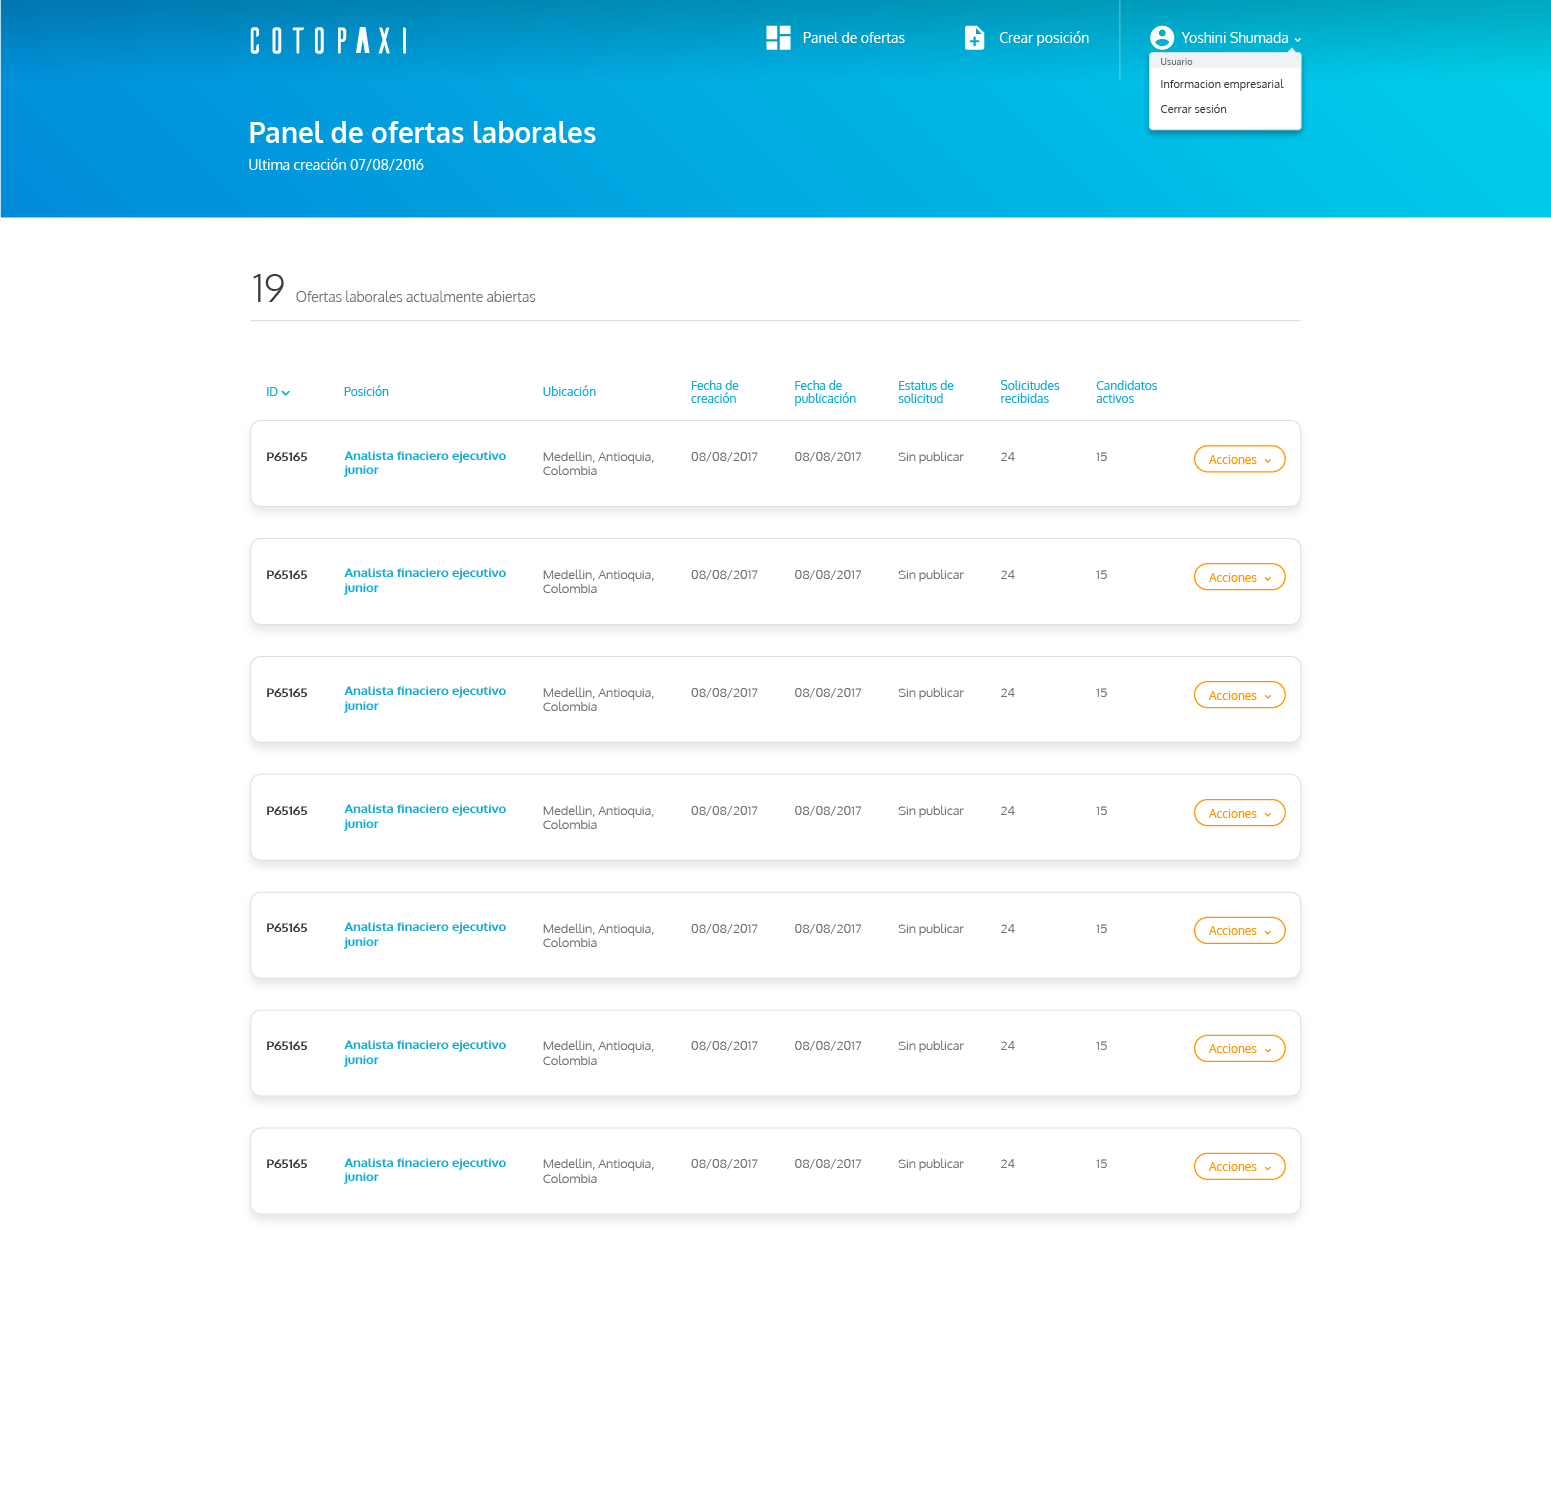 COTOPAXI
Panel de ofertas
Crear posición
Yoshini Shumada
Usuario
Informacion empresarial
Cerrar sesión
Panel de ofertas laborales
Ultima creación 07/08/2016
19 Ofertas laborales actualmente abiertas
ID Posición Ubicación Fecha de Fecha de Estatus de Solicitudes Candidatos
creación publicación solicitud recibidas activos
P65165 Analista finaciero ejecutivo Medellin, Antioquia, 08/08/2017 08/08/2017 Sin publicar 24 15 Acciones
junior Colombia
P65165 Analista finaciero ejecutivo Medellin, Antioquia, 08/08/2017 08/08/2017 Sin publicar 24 15 Acciones
junior Colombia
P65165 Analista finaciero ejecutivo Medellin, Antioquia, 08/08/2017 08/08/2017 Sin publicar 24 15 Acciones
junior Colombia
P65165 Analista finaciero ejecutivo Medellin, Antioquia, 08/08/2017 08/08/2017 Sin publicar 24 15 Acciones
junior Colombia
P65165 Analista finaciero ejecutivo Medellin, Antioquia, 08/08/2017 08/08/2017 Sin publicar 24 15 Acciones
junior Colombia
P65165 Analista finaciero ejecutivo Medellin, Antioquia, 08/08/2017 08/08/2017 Sin publicar 24 15 Acciones
junior Colombia
P65165 Analista finaciero ejecutivo Medellin, Antioquia, 08/08/2017 08/08/2017 Sin publicar 24 15 Acciones
junior Colombia